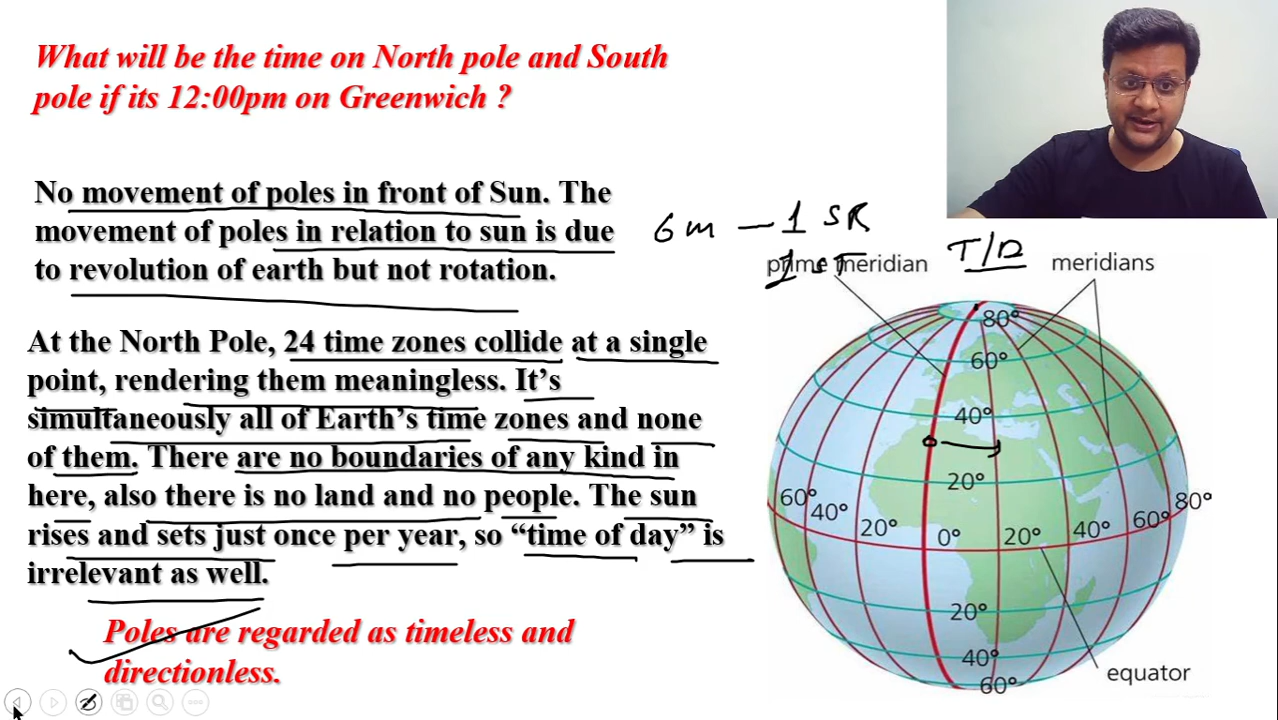 What will be the time on North pole and South
pole if its 12:00pm on Greenwich ?
No movement of poles in front of Sun. The
movement of poles in relation to sun is due
to revolution of earth but not rotation.
At the North Pole, 24 time zones collide at a single
point, rendering them meaningless. It’s
simultaneously all of Earth’s time zones and none
of them. There are no boundaries of any kind in
here, also there is no land and no people. The sun
rises and sets just once per year, so “time of day” is
irrelevant as well.
Poles are regarded as timeless and
directionless.
6 m — 1 SR
1 ST
T/D
prime meridian
meridians
80°
60°
40°
20°
60° 40° 20° 0° 20° 40° 60° 80°
20°
40°
60°
equator